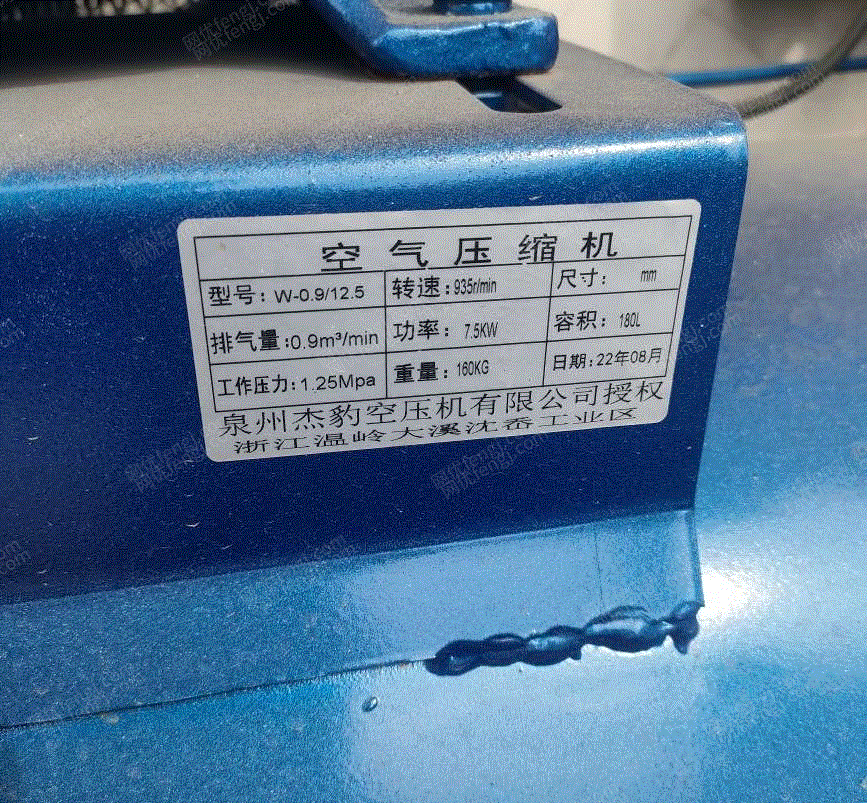 空气压缩机
型号：W-0.9/12.5 转速：935r/min 尺寸： mm
排气量：0.9m³/min 功率： 7.5KW 容积： 180L
工作压力：1.25Mpa 重量： 160KG 日期：22年08月
泉州杰豹空压机有限公司授权
浙江温岭大溪沈岙工业区